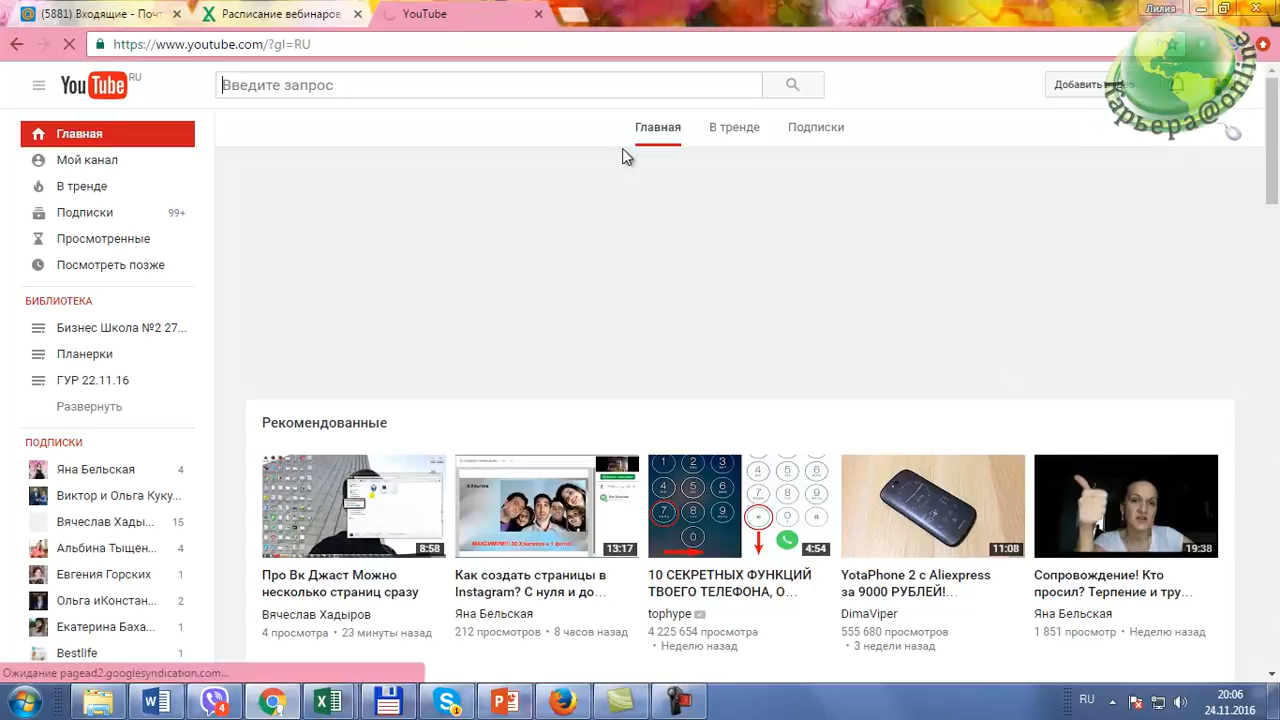 (5881) Входящие - Почт
Расписание вебинаров
YouTube
Лилия
https://www.youtube.com/?gl=RU
YouTube RU
Введите запрос
Добавить
карьера@online
Главная
В тренде
Подписки
Главная
Мой канал
В тренде
Подписки 99+
Просмотренные
Посмотреть позже
БИБЛИОТЕКА
Бизнес Школа №2 27...
Планерки
ГУР 22.11.16
Развернуть
ПОДПИСКИ
Яна Бельская 4
Виктор и Ольга Куку...
Вячеслав Хады... 15
Альбина Тыщен... 4
Евгения Горских 1
Ольга иКонстан... 2
Екатерина Баха... 1
Bestlife 1
Рекомендованные
8:58
13:17
4:54
11:08
19:38
Про Вк Джаст Можно
несколько страниц сразу
Вячеслав Хадыров
4 просмотра • 23 минуты назад
Как создать страницы в
Instagram? С нуля и до...
Яна Бельская
212 просмотров • 8 часов назад
10 СЕКРЕТНЫХ ФУНКЦИЙ
ТВОЕГО ТЕЛЕФОНА, О...
tophype
4 225 654 просмотра
• Неделю назад
YotaPhone 2 с Aliexpress
за 9000 РУБЛЕЙ!...
DimaViper
555 680 просмотров
• 3 недели назад
Сопровождение! Кто
просил? Терпение и тру...
Яна Бельская
1 851 просмотр • Неделю назад
Ожидание pagead2.googlesyndication.com...
RU
20:06
24.11.2016